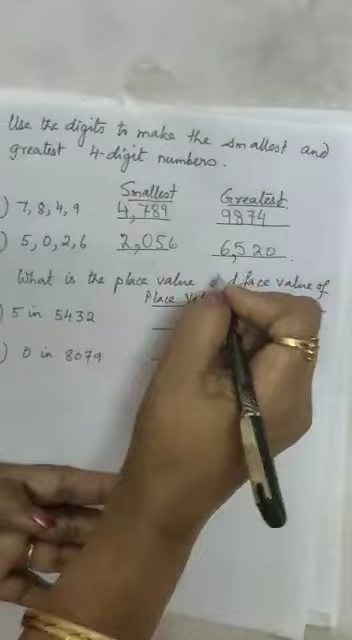 Use the digits to make the smallest and
greatest 4-digit numbers.
Smallest Greatest
) 7, 8, 4, 9 4,789 9874
) 5, 0, 2, 6 2,056 6,520
What is the place value face value of
Place
) 5 in 5432
) 0 in 8079